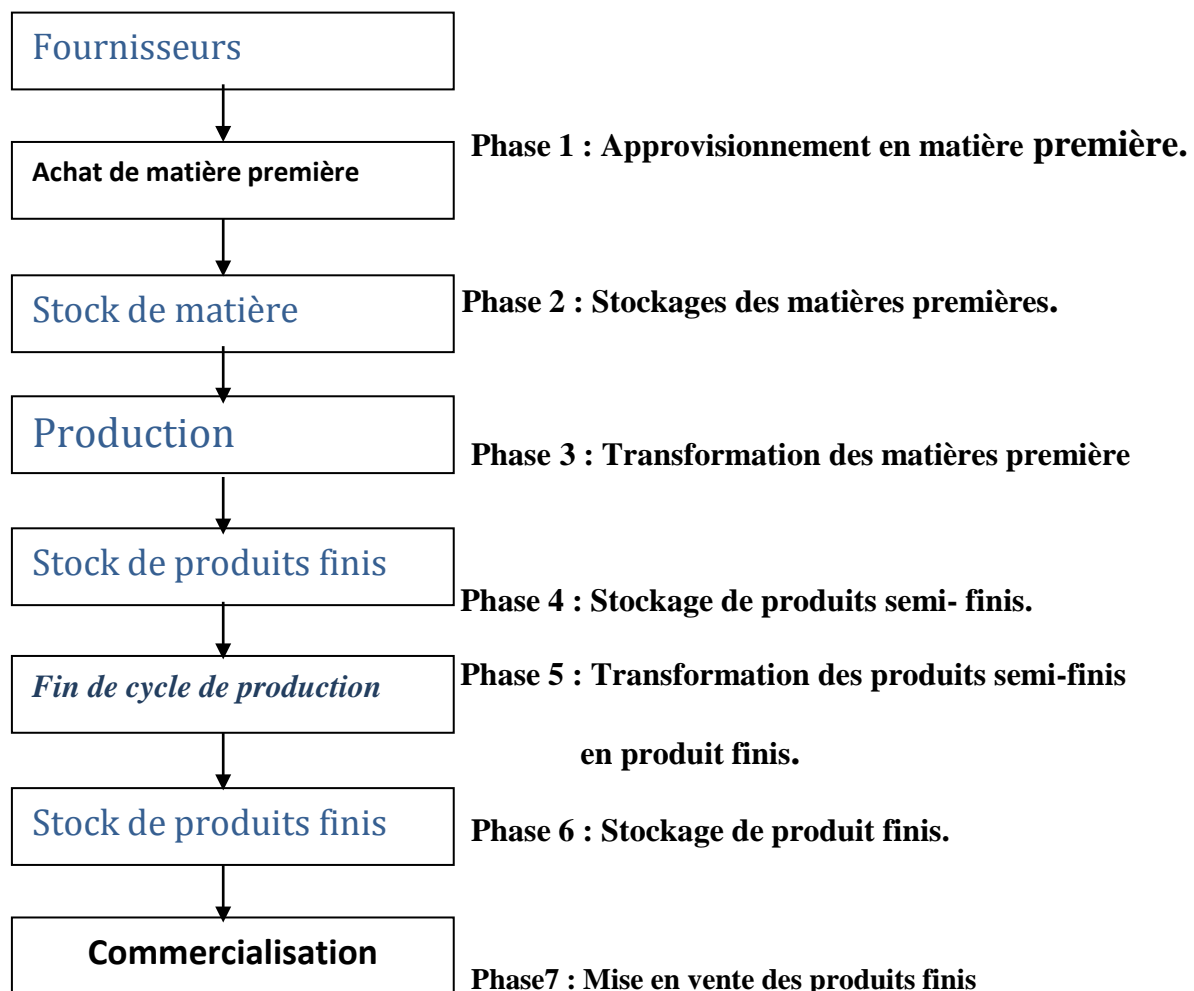 Fournisseurs
Achat de matière première
Phase 1 : Approvisionnement en matière première.
Stock de matière
Phase 2 : Stockages des matières premières.
Production
Phase 3 : Transformation des matières première
Stock de produits finis
Phase 4 : Stockage de produits semi- finis.
Fin de cycle de production
Phase 5 : Transformation des produits semi-finis
en produit finis.
Stock de produits finis
Phase 6 : Stockage de produit finis.
Commercialisation
Phase7 : Mise en vente des produits finis